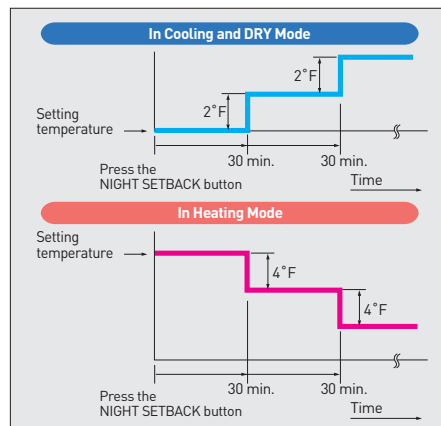 In Cooling and DRY Mode
2˚F
2˚F
Setting
temperature
30 min.
30 min.
Press the
NIGHT SETBACK button
Time
In Heating Mode
Setting
temperature
4˚F
4˚F
30 min.
30 min.
Press the
NIGHT SETBACK button
Time